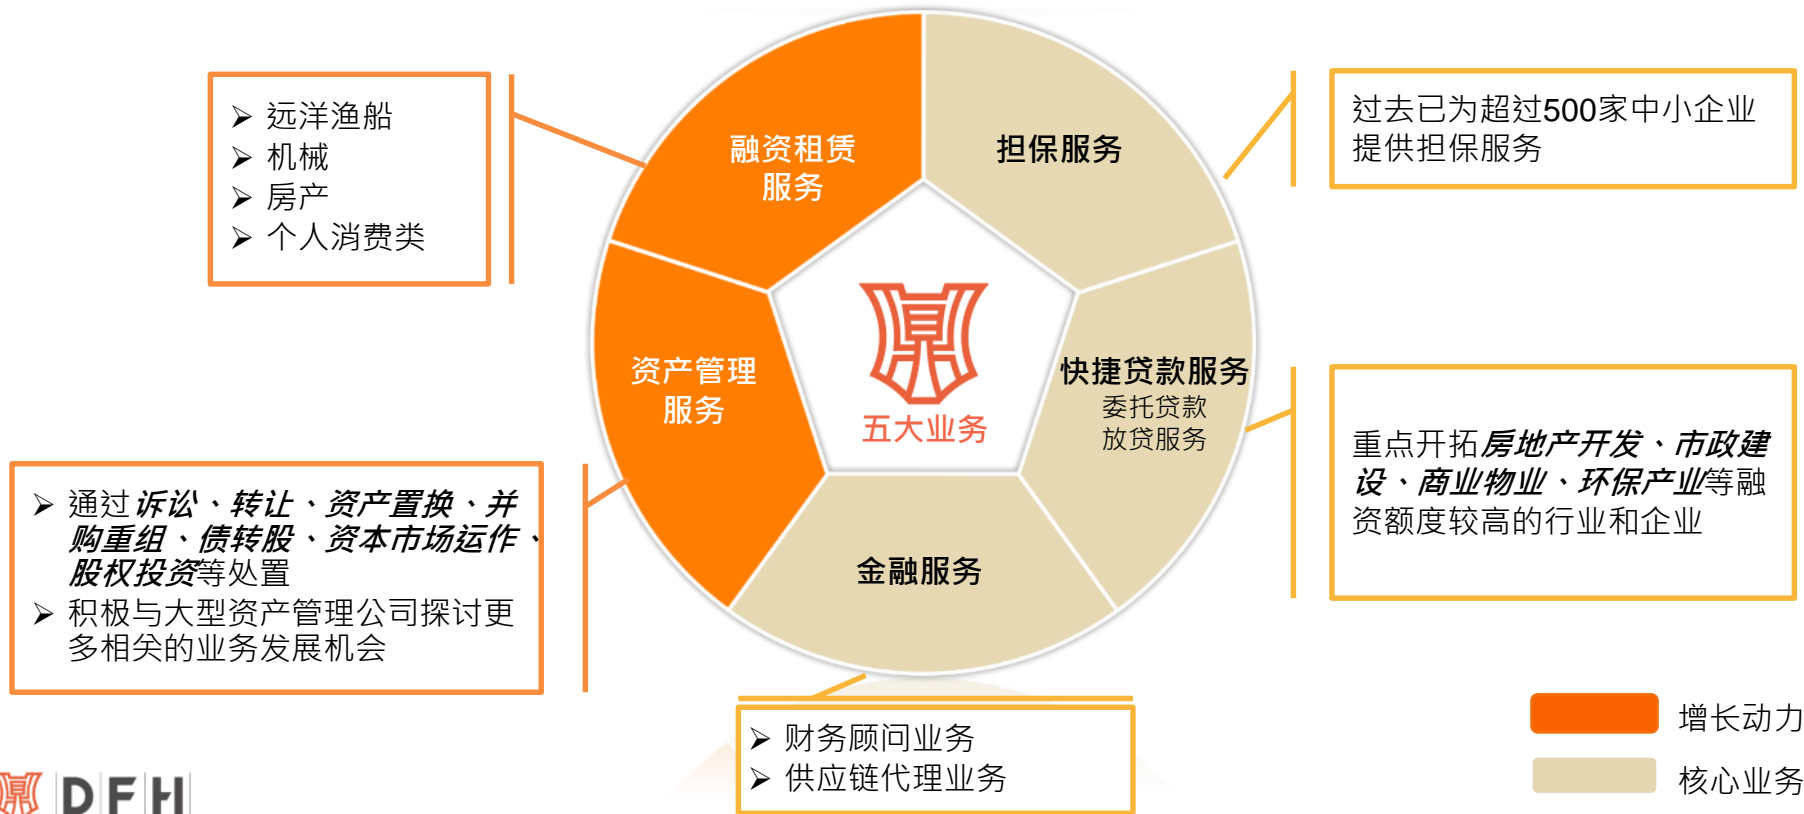 ➢ 远洋渔船
➢ 机械
➢ 房产
➢ 个人消费类
融资租赁
服务
担保服务
过去已为超过500家中小企业
提供担保服务
资产管理
服务
鼎
五大业务
快捷贷款服务
委托贷款
放贷服务
➢ 通过诉讼、转让、资产置换、并
购重组、债转股、资本市场运作、
股权投资等处置
➢ 积极与大型资产管理公司探讨更
多相关的业务发展机会
重点开拓房地产开发、市政建
设、商业物业、环保产业等融
资额度较高的行业和企业
金融服务
➢ 财务顾问业务
➢ 供应链代理业务
增长动力
核心业务
DFH